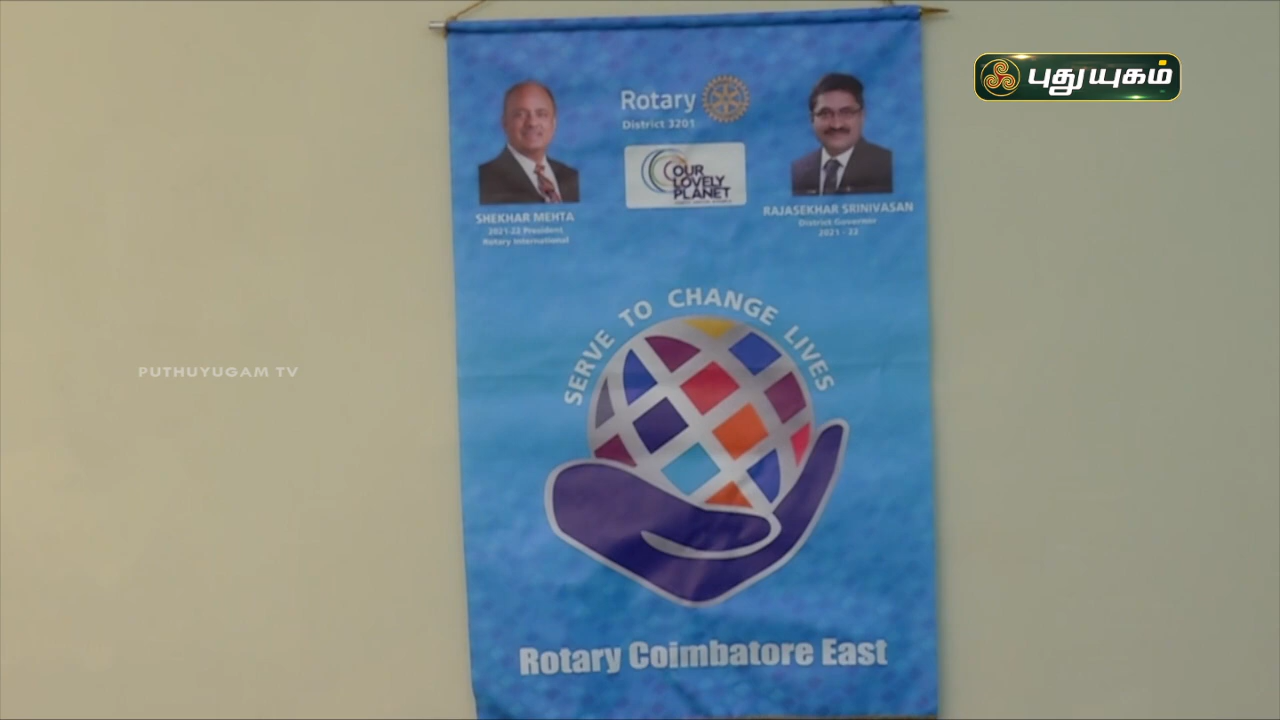 புதுயுகம்
Rotary
District 3201
OUR
LOVELY
PLANET
SHEKHAR MEHTA
2021-22 President
Rotary International
RAJASEKHAR SRINIVASAN
District Governor
2021 - 22
SERVE TO CHANGE LIVES
PUTHUYUGAM TV
Rotary Coimbatore East